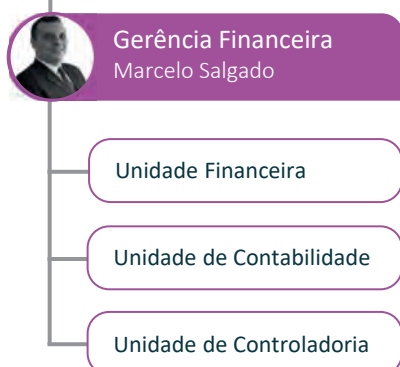 Gerência Financeira
Marcelo Salgado
Unidade Financeira
Unidade de Contabilidade
Unidade de Controladoria